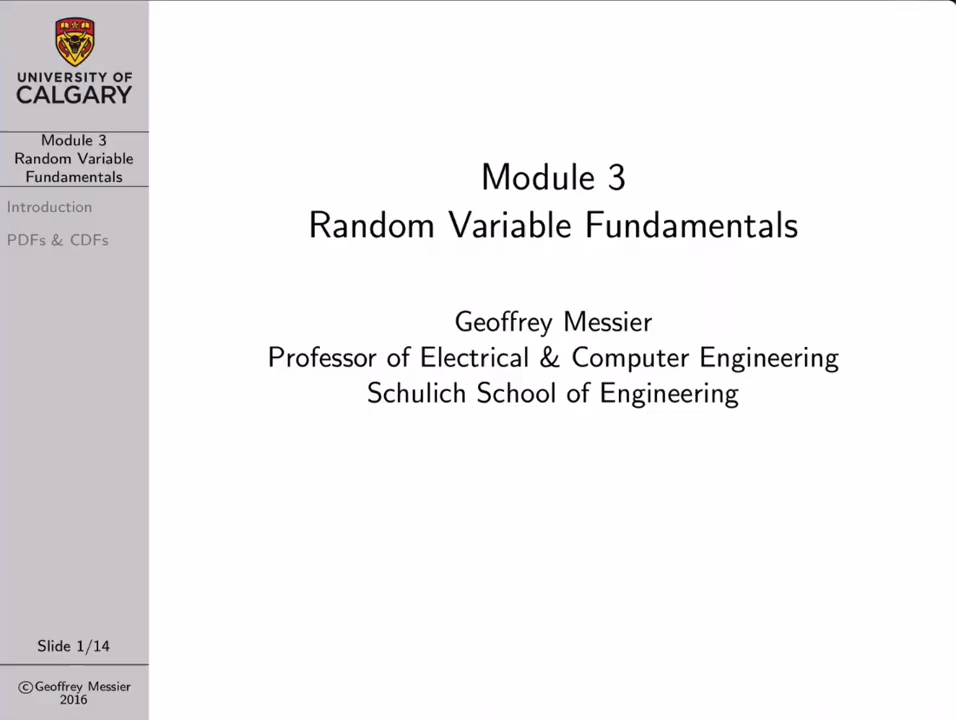 UNIVERSITY OF
CALGARY
Module 3
Random Variable
Fundamentals
Introduction
PDFs & CDFs
Slide 1/14
©Geoffrey Messier
2016
Module 3
Random Variable Fundamentals
Geoffrey Messier
Professor of Electrical & Computer Engineering
Schulich School of Engineering